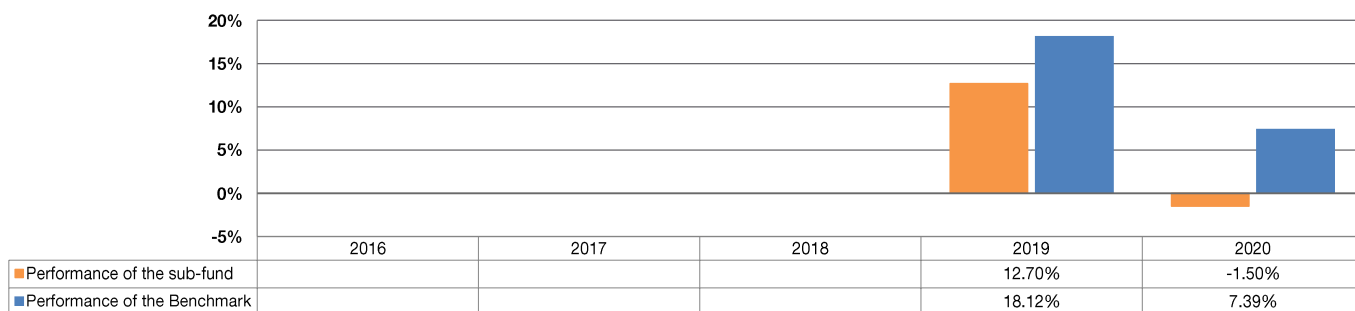 20%
15%
10%
5%
0%
-5%
2016 2017 2018 2019 2020
Performance of the sub-fund 12.70% -1.50%
Performance of the Benchmark 18.12% 7.39%